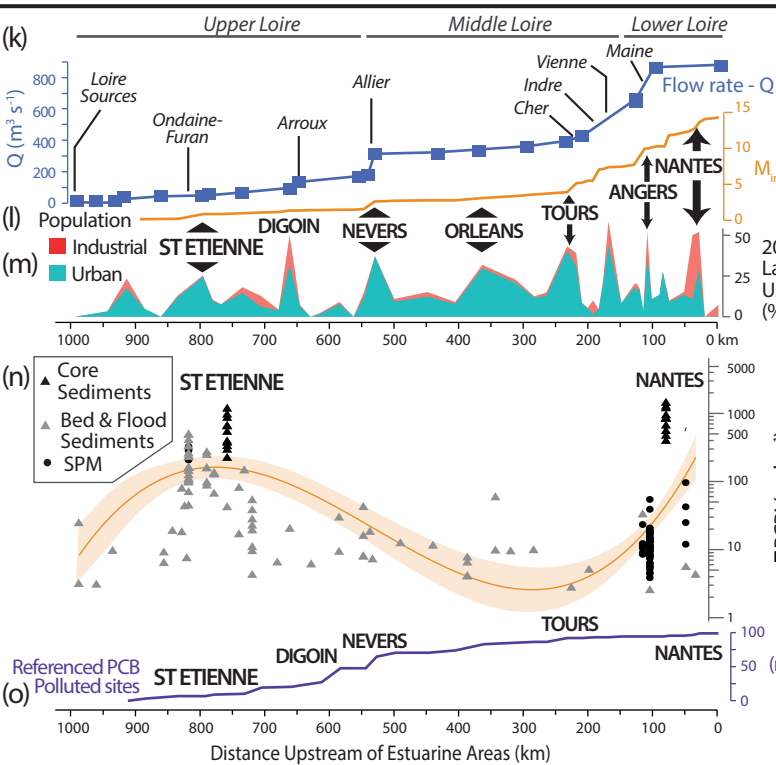 (k)
Upper Loire
Middle Loire
Lower Loire
Q (m³ s⁻¹)
800
600
400
200
0
Loire
Sources
Ondaine-
Furan
Arroux
Allier
Cher
Indre
Vienne
Maine
Flow rate - Q
15
10
5
0
(l)
Population
ST ETIENNE
DIGOIN
NEVERS
ORLEANS
TOURS
ANGERS
NANTES
(m)
Industrial
Urban
50
25
0
1000 900 800 700 600 500 400 300 200 100 0 km
(n)
Core
Sediments
Bed & Flood
Sediments
SPM
ST ETIENNE
NANTES
5000
1000
500
100
10
1
(o)
Referenced PCB
Polluted sites
ST ETIENNE
DIGOIN
NEVERS
TOURS
NANTES
100
50
0
1000 900 800 700 600 500 400 300 200 100 0
Distance Upstream of Estuarine Areas (km)